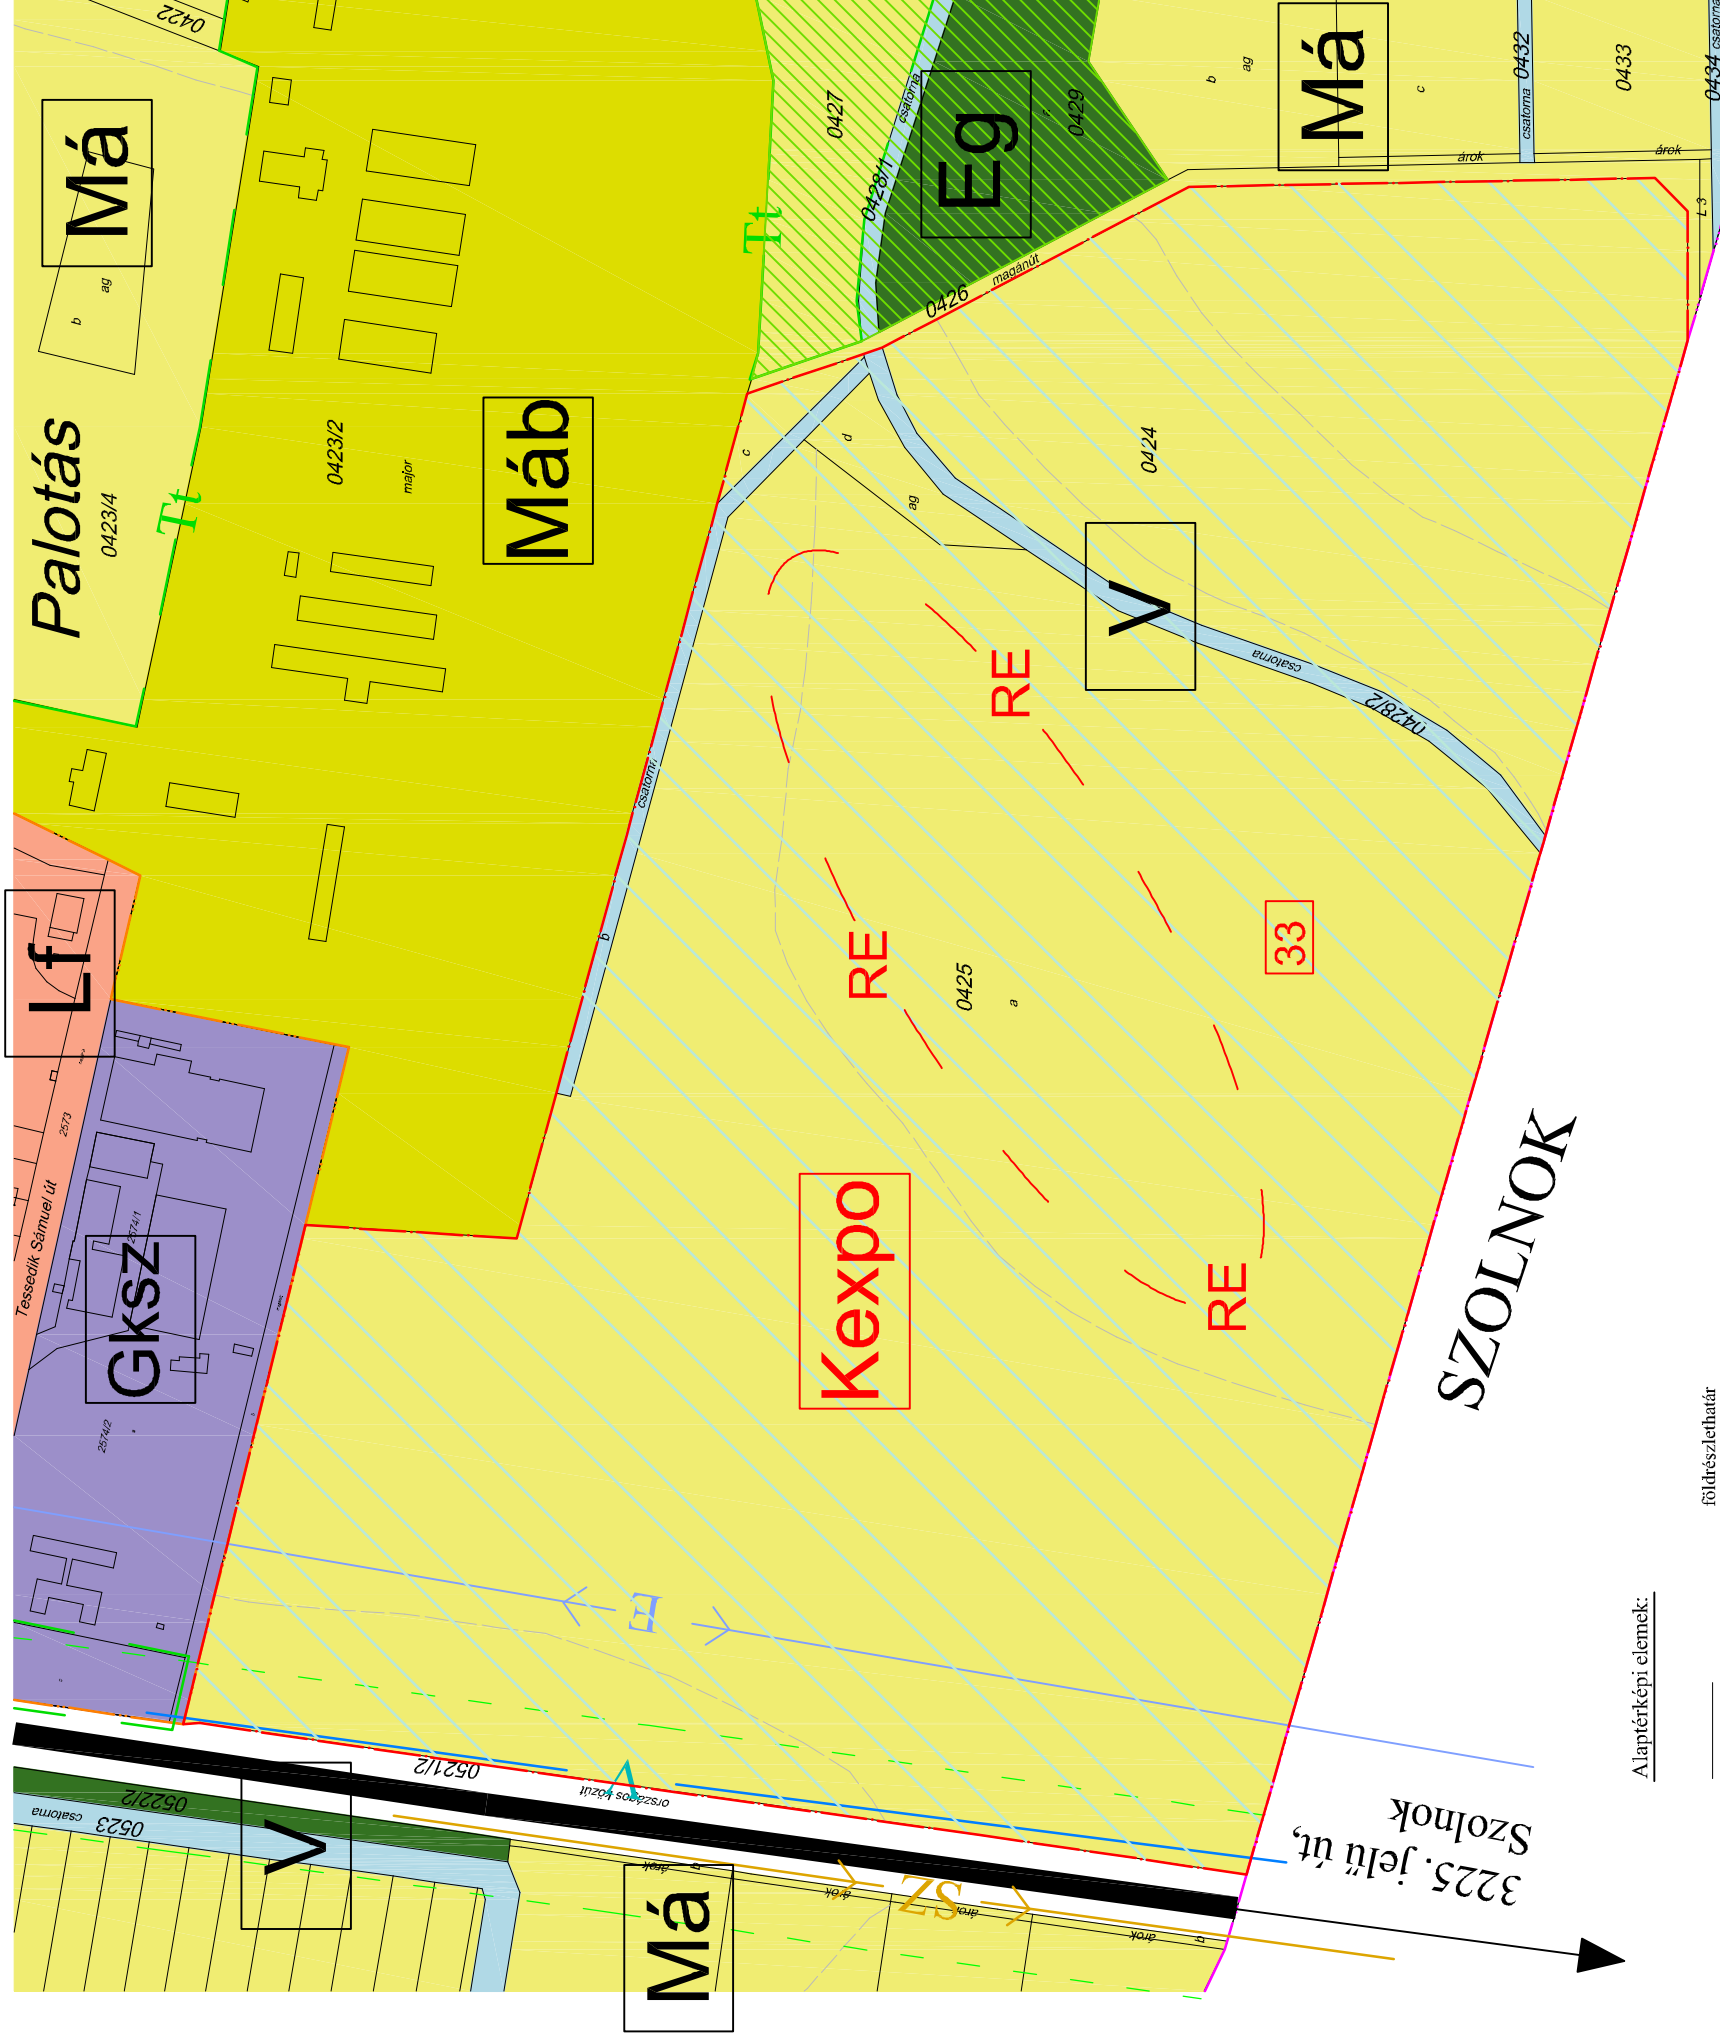 0422
Má
b
ag
Palotás
0423/4
Tt
0423/2
major
Máb
Tt
0427
csatorna
0428/1
Eg
0429
b
ag
Má
c
csatorna
0432
0433
0434
csatorna
árok
árok
L 3
0426
magánút
c
d
ag
0424
V
csatorna
0428/2
csatorna
b
RE
RE
RE
0425
a
33
Kexpo
Lf
2573
Tessedik Sámuel út
2574/1
Gksz
2574/2
E
SZOLNOK
földrészlethatár
Alaptérképi elemek:
0521/2
országos közút
V
0522/2
csatorna
0523
V
árok
b
árok
SZ
árok
árok
b
Má
3225. jelű út,
Szolnok